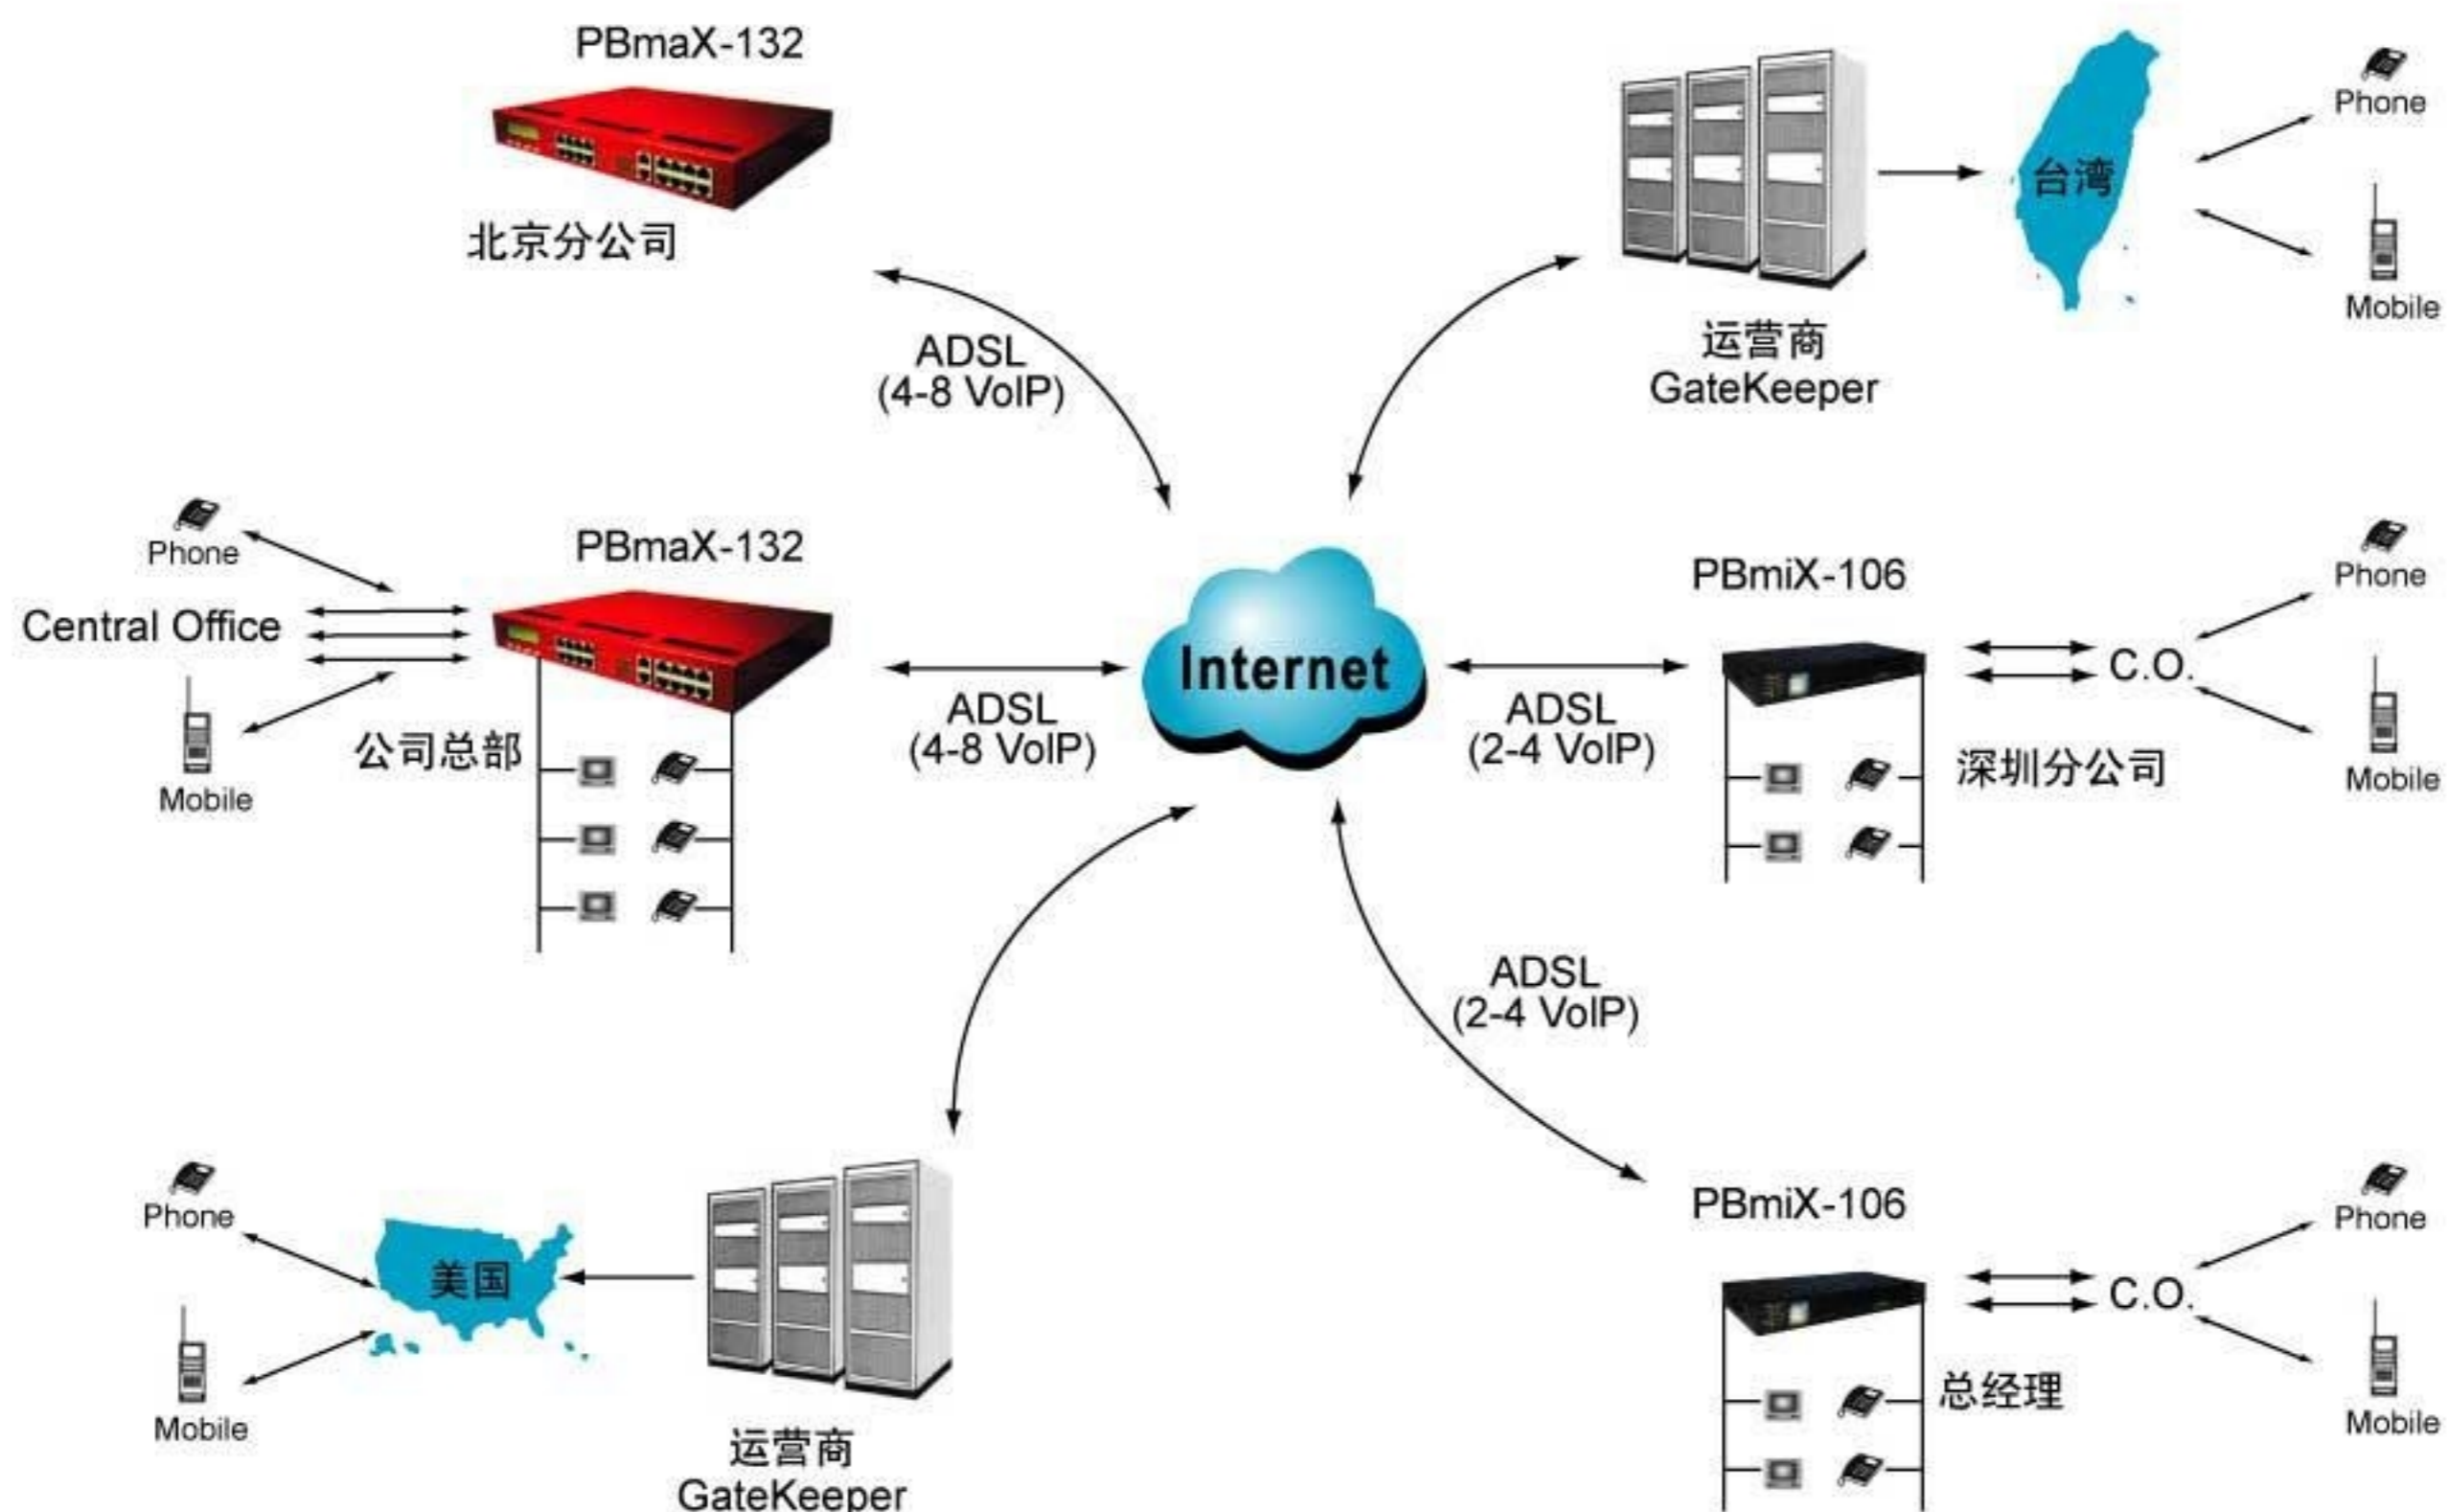 PBmaX-132
北京分公司
ADSL
(4-8 VoIP)
运营商
GateKeeper
台湾
Phone
Mobile
Phone
Central Office
Mobile
PBmaX-132
公司总部
ADSL
(4-8 VoIP)
Internet
ADSL
(2-4 VoIP)
PBmiX-106
深圳分公司
C.O.
Phone
Mobile
Phone
Mobile
美国
运营商
GateKeeper
ADSL
(2-4 VoIP)
PBmiX-106
总经理
C.O.
Phone
Mobile